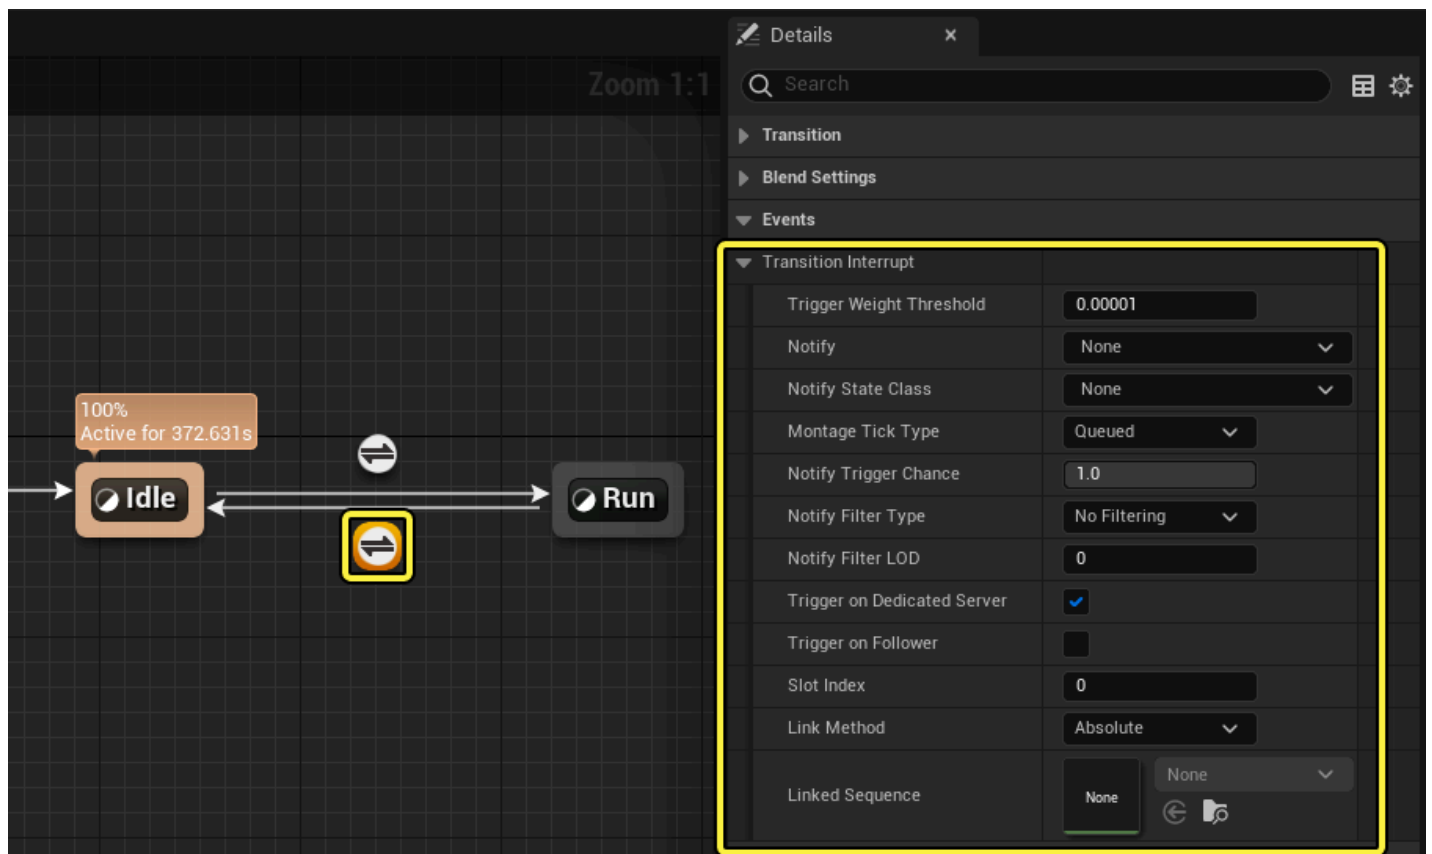 Zoom 1:1
100%
Active for 372.631s
Idle
Run
Details
Search
Transition
Blend Settings
Events
Transition Interrupt
Trigger Weight Threshold 0.00001
Notify None
Notify State Class None
Montage Tick Type Queued
Notify Trigger Chance 1.0
Notify Filter Type No Filtering
Notify Filter LOD 0
Trigger on Dedicated Server
Trigger on Follower
Slot Index 0
Link Method Absolute
Linked Sequence None None